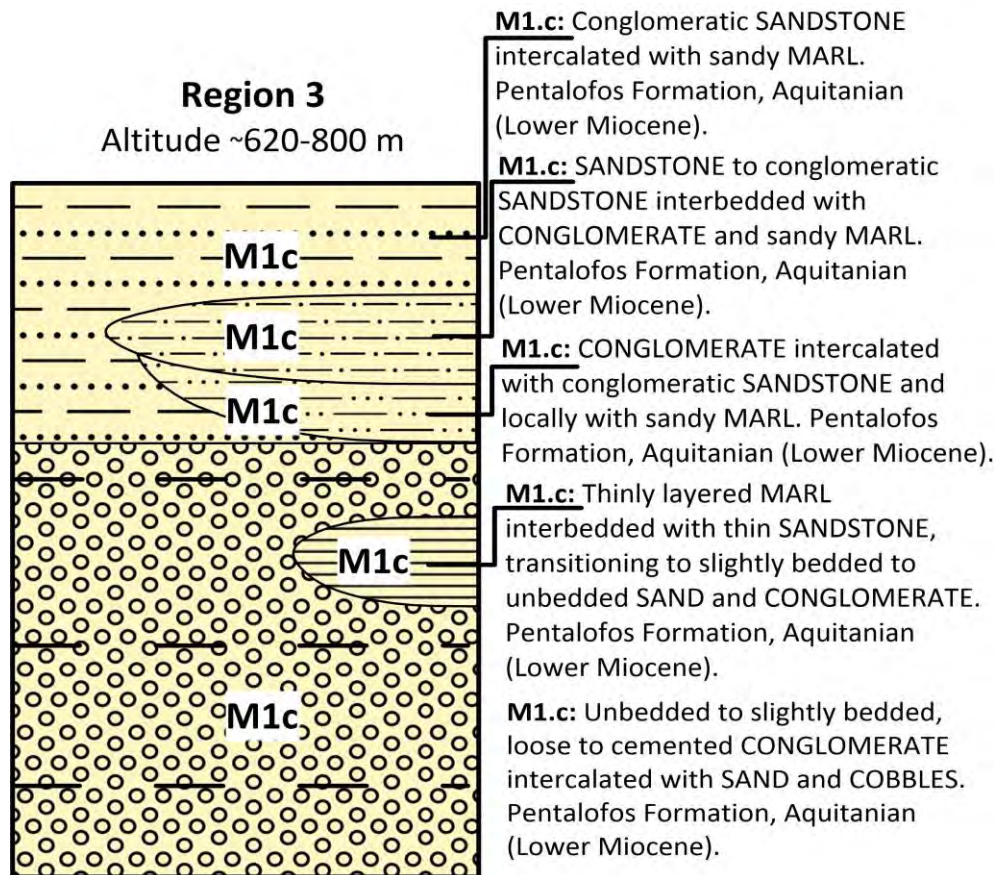 Region 3
Altitude ~620-800 m
M1c
M1c
M1c
M1c
M1c
M1.c: Conglomeratic SANDSTONE
intercalated with sandy MARL.
Pentalofos Formation, Aquitanian
(Lower Miocene).
M1.c: SANDSTONE to conglomeratic
SANDSTONE interbedded with
CONGLOMERATE and sandy MARL.
Pentalofos Formation, Aquitanian
(Lower Miocene).
M1.c: CONGLOMERATE intercalated
with conglomeratic SANDSTONE and
locally with sandy MARL. Pentalofos
Formation, Aquitanian (Lower Miocene).
M1.c: Thinly layered MARL
interbedded with thin SANDSTONE,
transitioning to slightly bedded to
unbedded SAND and CONGLOMERATE.
Pentalofos Formation, Aquitanian
(Lower Miocene).
M1.c: Unbedded to slightly bedded,
loose to cemented CONGLOMERATE
intercalated with SAND and COBBLES.
Pentalofos Formation, Aquitanian
(Lower Miocene).